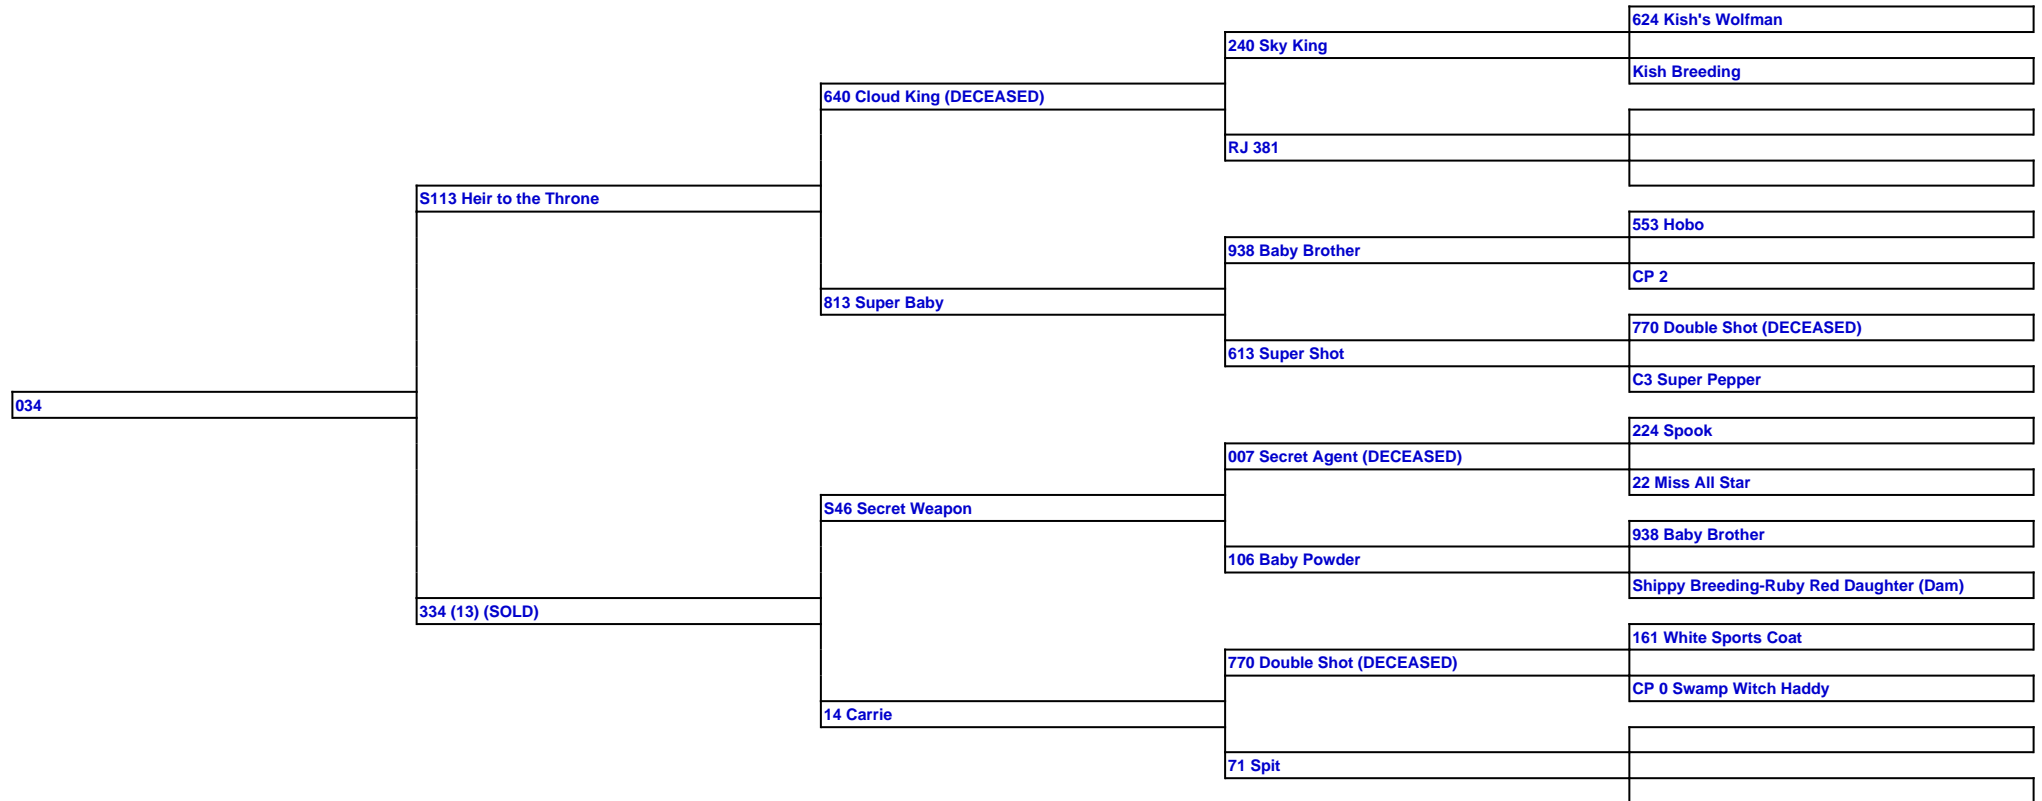 624 Kish's Wolfman
240 Sky King
Kish Breeding
640 Cloud King (DECEASED)
RJ 381
S113 Heir to the Throne
553 Hobo
938 Baby Brother
CP 2
813 Super Baby
770 Double Shot (DECEASED)
613 Super Shot
C3 Super Pepper
034
224 Spook
007 Secret Agent (DECEASED)
22 Miss All Star
S46 Secret Weapon
938 Baby Brother
106 Baby Powder
Shippy Breeding-Ruby Red Daughter (Dam)
334 (13) (SOLD)
161 White Sports Coat
770 Double Shot (DECEASED)
CP 0 Swamp Witch Haddy
14 Carrie
71 Spit